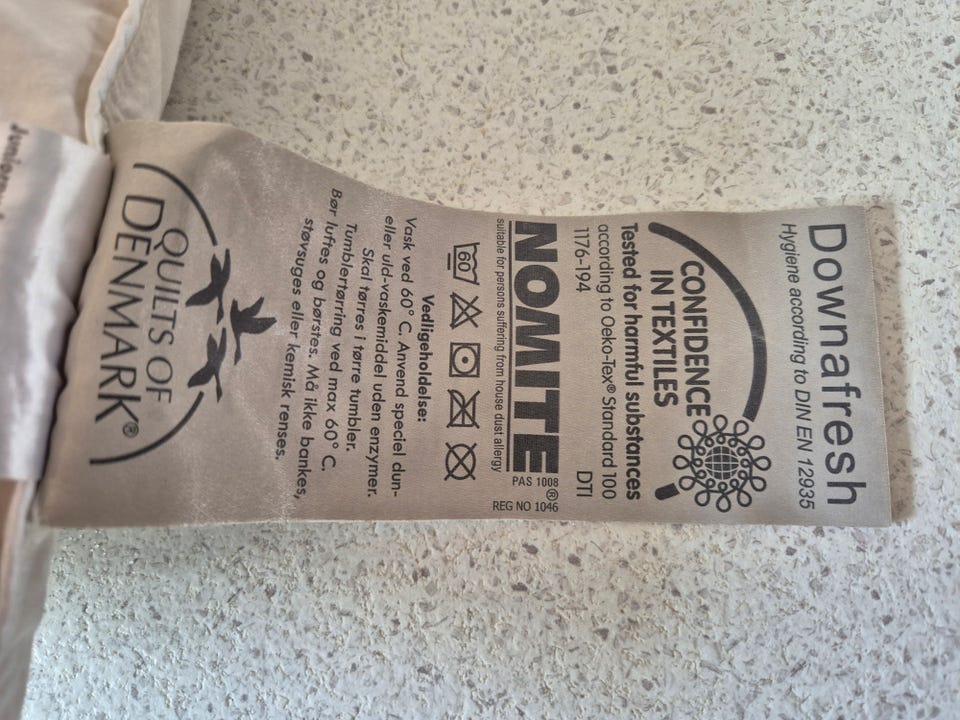 Downafresh
Hygiene according to DIN EN 12935
CONFIDENCE
IN TEXTILES
Tested for harmful substances
according to Oeko-Tex® Standard 100
1176-194 DTI
NOMITE®
PAS 1008
REG NO 1046
suitable for persons suffering from house dust allergy
60
Vedligeholdelse:
Vask ved 60° C. Anvend speciel dun-
eller uld-vaskemiddel uden enzymer.
Skal tørres i tørre tumbler.
Tumblertørring ved max 60° C.
Bør luftes og børstes. Må ikke bankes,
støvsuges eller kemisk renses.
QUILTS OF
DENMARK®